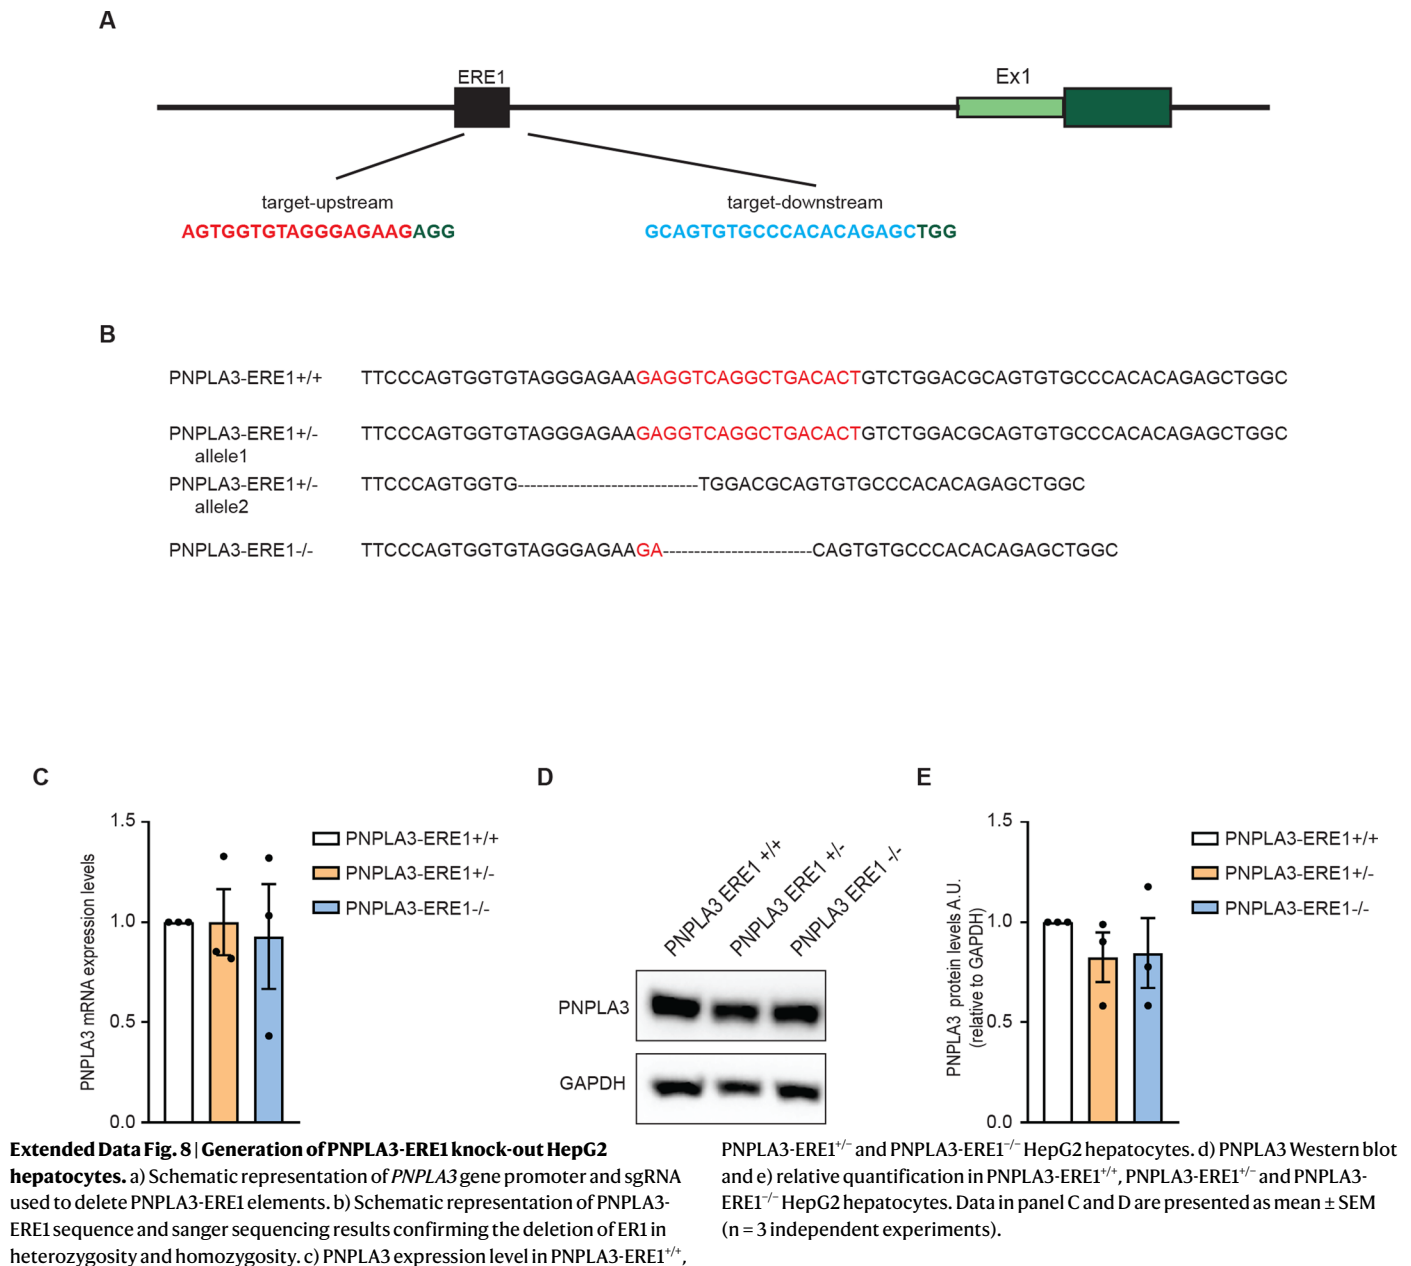 A
ERE1
Ex1
target-upstream
target-downstream
AGTGGTGTAGGGAGAAGAGG
GCAGTGTGCCCACACAGAGCTGG
B
PNPLA3-ERE1+/+ TTCCCAGTGGTGTAGGGAGAAGAGGTCAGGCTGACACTGTCTGGACGCAGTGTGCCCACACAGAGCTGGC
PNPLA3-ERE1+/- TTCCCAGTGGTGTAGGGAGAAGAGGTCAGGCTGACACTGTCTGGACGCAGTGTGCCCACACAGAGCTGGC
allele1
PNPLA3-ERE1+/- TTCCCAGTGGTG-----------------------------TGGACGCAGTGTGCCCACACAGAGCTGGC
allele2
PNPLA3-ERE1-/- TTCCCAGTGGTGTAGGGAGAAGA------------------------CAGTGTGCCCACACAGAGCTGGC
C
PNPLA3 mRNA expression levels
1.5
1.0
0.5
0.0
PNPLA3-ERE1+/+
PNPLA3-ERE1+/-
PNPLA3-ERE1-/-
D
PNPLA3 ERE1 +/+
PNPLA3 ERE1 +/-
PNPLA3 ERE1 -/-
PNPLA3
GAPDH
E
PNPLA3 protein levels A.U.
(relative to GAPDH)
1.5
1.0
0.5
0.0
PNPLA3-ERE1+/+
PNPLA3-ERE1+/-
PNPLA3-ERE1-/-
Extended Data Fig. 8 | Generation of PNPLA3-ERE1 knock-out HepG2
hepatocytes. a) Schematic representation of PNPLA3 gene promoter and sgRNA
used to delete PNPLA3-ERE1 elements. b) Schematic representation of PNPLA3-
ERE1 sequence and sanger sequencing results confirming the deletion of ER1 in
heterozygosity and homozygosity. c) PNPLA3 expression level in PNPLA3-ERE1+/+,
PNPLA3-ERE1+/− and PNPLA3-ERE1−/− HepG2 hepatocytes. d) PNPLA3 Western blot
and e) relative quantification in PNPLA3-ERE1+/+, PNPLA3-ERE1+/− and PNPLA3-
ERE1−/− HepG2 hepatocytes. Data in panel C and D are presented as mean ± SEM
(n = 3 independent experiments).